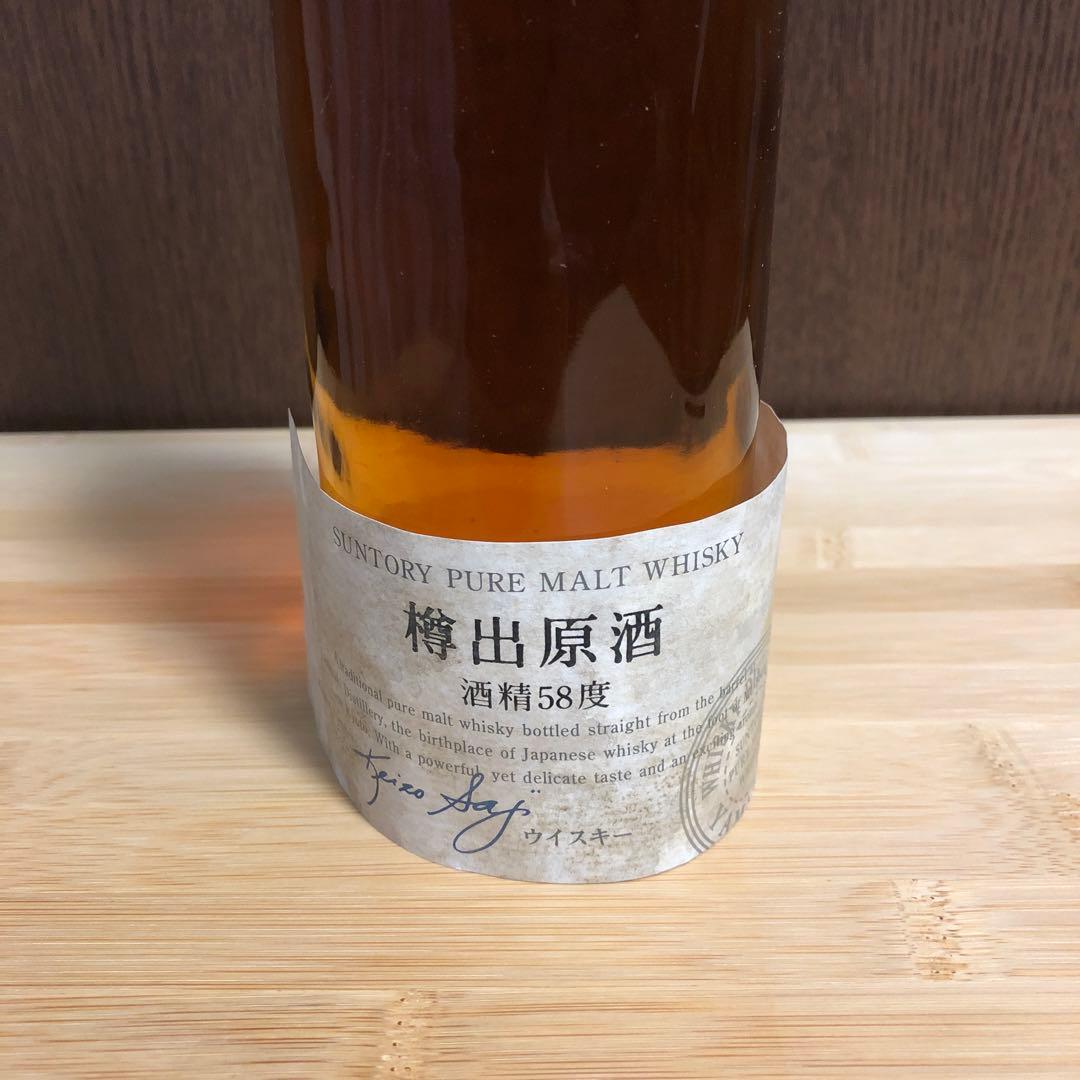 SUNTORY PURE MALT WHISKY
樽出原酒
酒精58度
traditional pure malt whisky bottled straight from the barrel
Distillery, the birthplace of Japanese whisky at the foot of
With a powerful, yet delicate taste and an exciting
Keizo Saji
ウイスキー
WHI